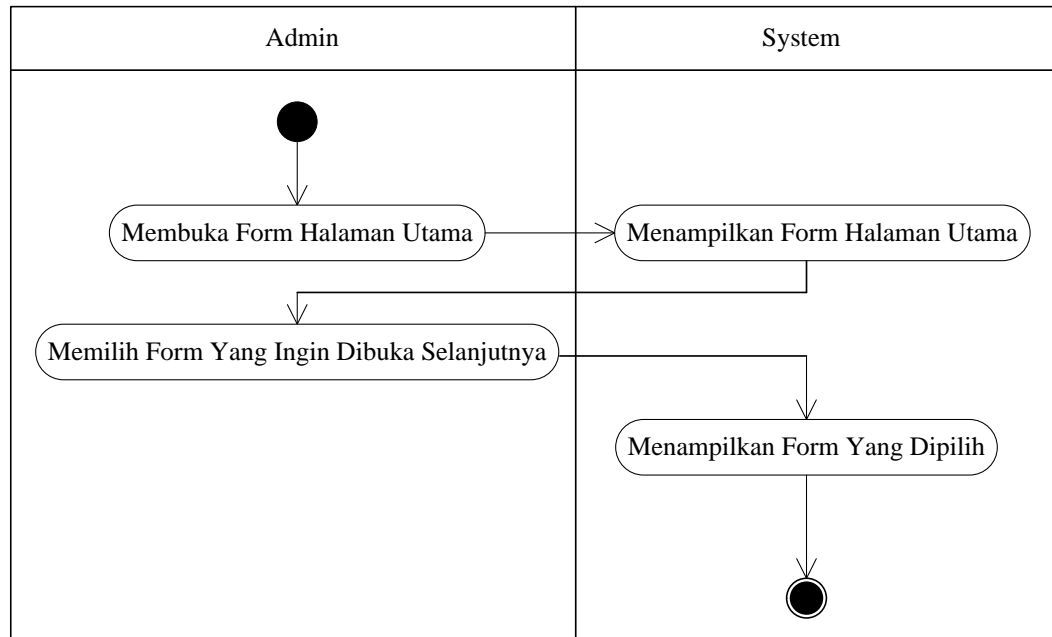 Admin
System
Membuka Form Halaman Utama
Menampilkan Form Halaman Utama
Memilih Form Yang Ingin Dibuka Selanjutnya
Menampilkan Form Yang Dipilih